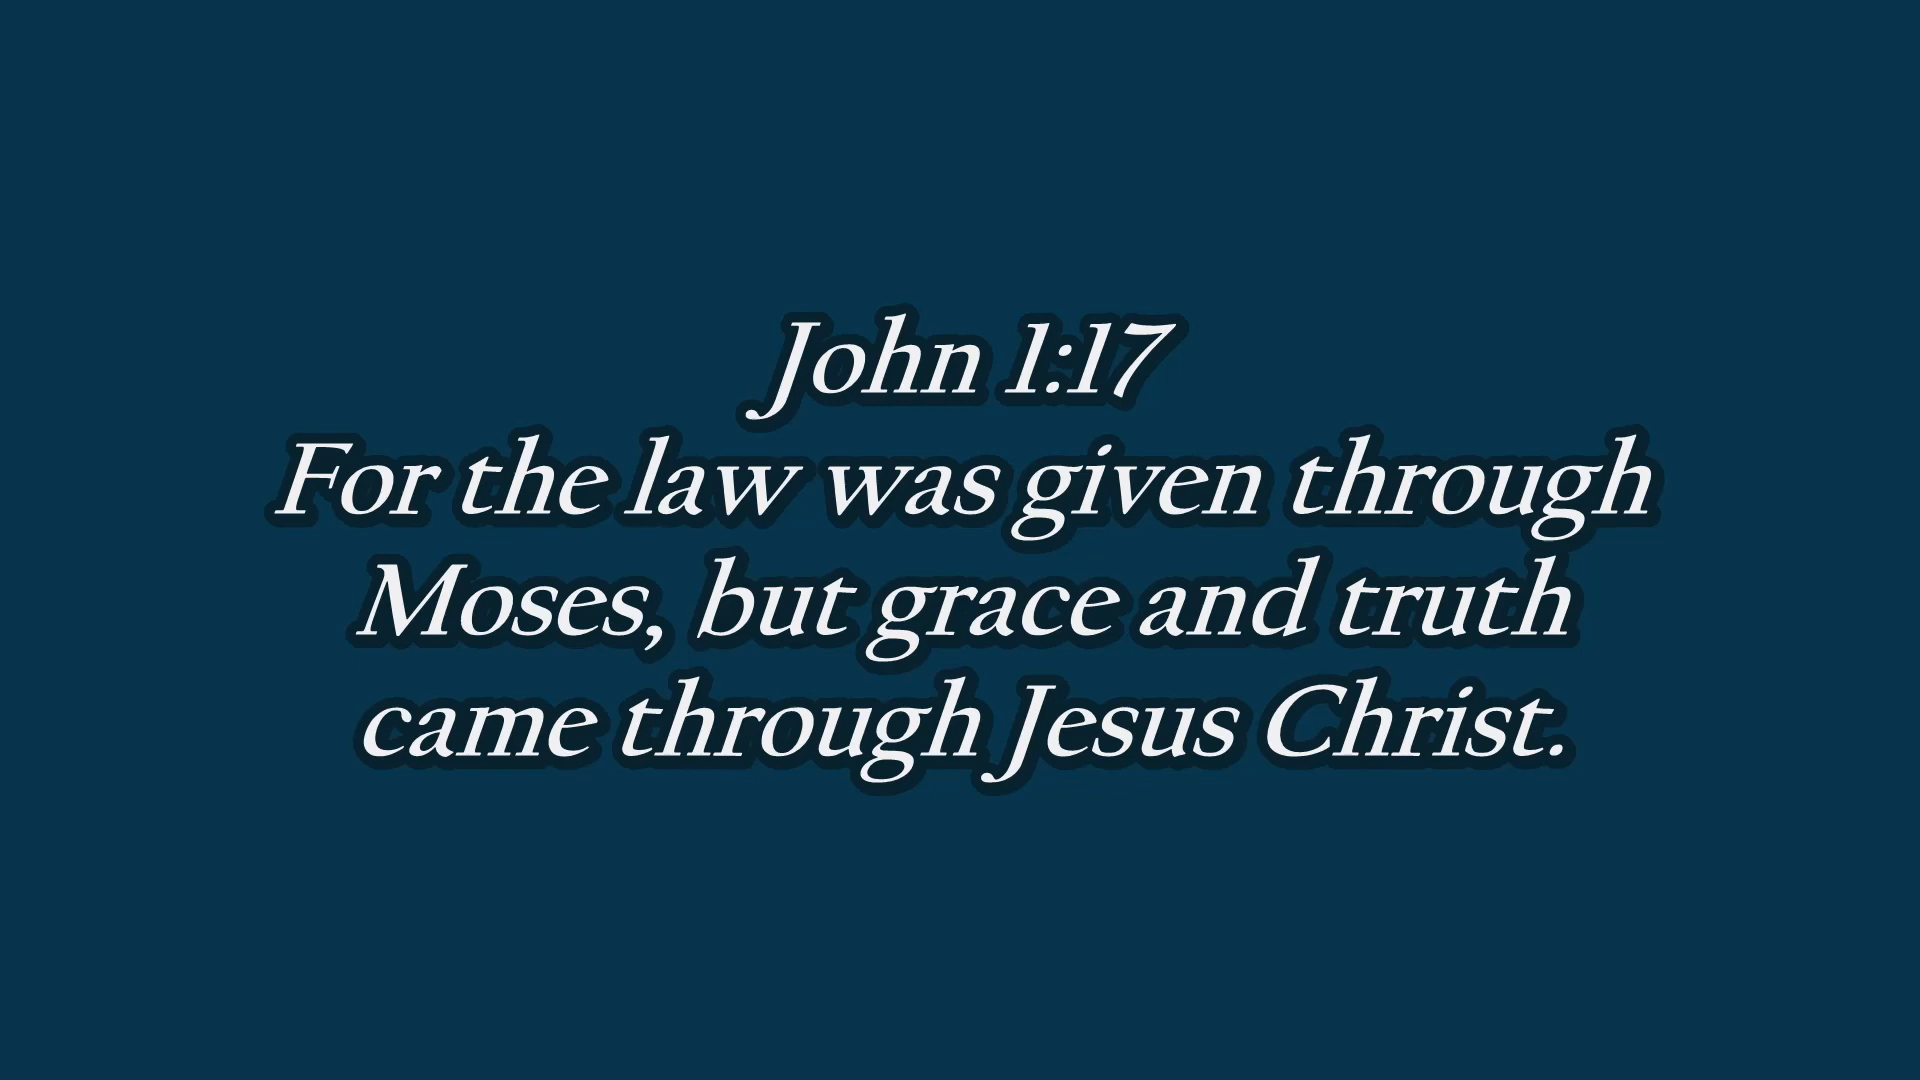 John 1:17
For the law was given through
Moses, but grace and truth
came through Jesus Christ.